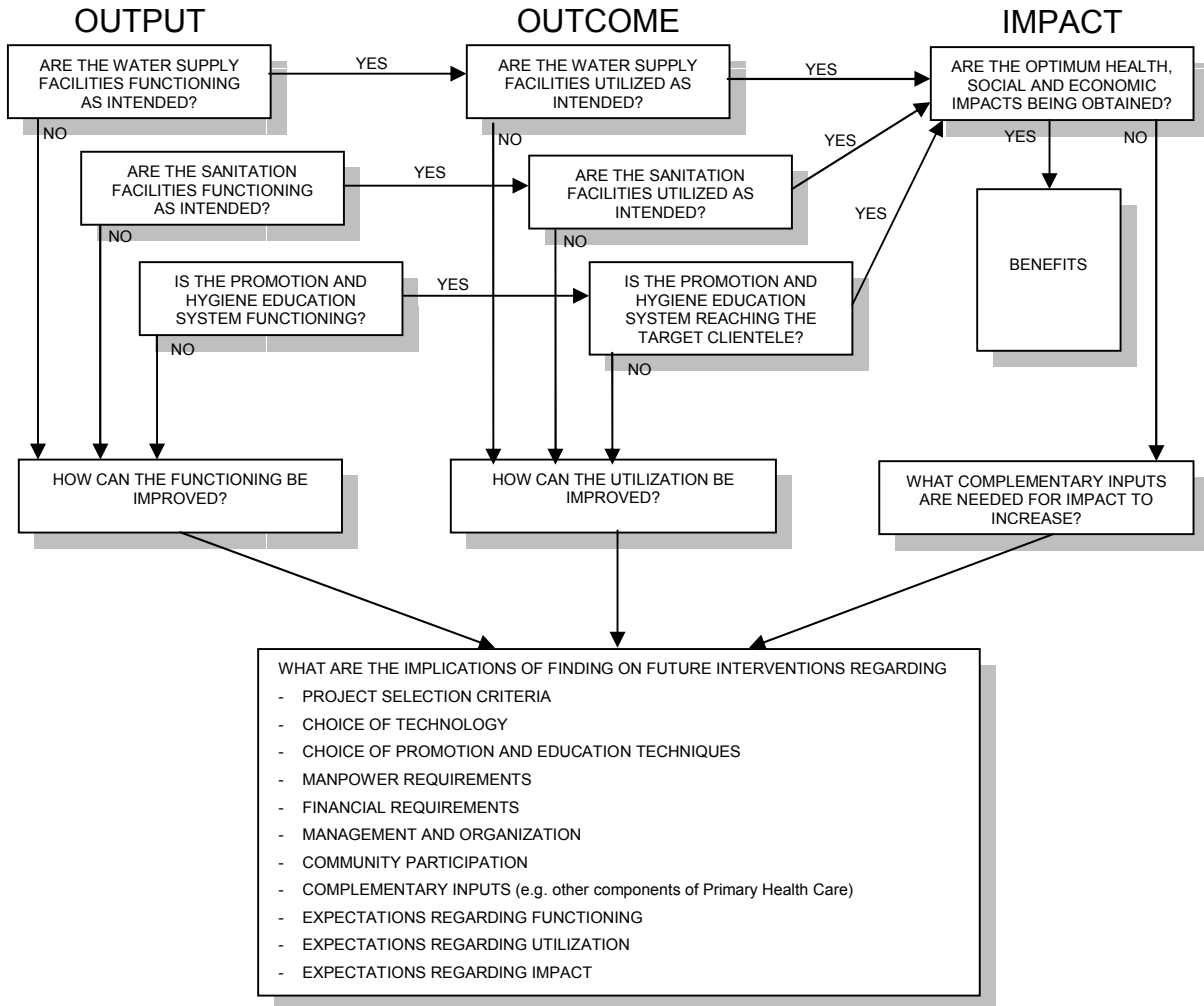 OUTPUT
OUTCOME
IMPACT
ARE THE WATER SUPPLY
FACILITIES FUNCTIONING
AS INTENDED?
YES
ARE THE WATER SUPPLY
FACILITIES UTILIZED AS
INTENDED?
YES
ARE THE OPTIMUM HEALTH,
SOCIAL AND ECONOMIC
IMPACTS BEING OBTAINED?
NO
NO
YES
NO
ARE THE SANITATION
FACILITIES FUNCTIONING
AS INTENDED?
YES
ARE THE SANITATION
FACILITIES UTILIZED AS
INTENDED?
YES
YES
NO
NO
BENEFITS
IS THE PROMOTION AND
HYGIENE EDUCATION
SYSTEM FUNCTIONING?
YES
IS THE PROMOTION AND
HYGIENE EDUCATION
SYSTEM REACHING THE
TARGET CLIENTELE?
NO
NO
HOW CAN THE FUNCTIONING BE
IMPROVED?
HOW CAN THE UTILIZATION BE
IMPROVED?
WHAT COMPLEMENTARY INPUTS
ARE NEEDED FOR IMPACT TO
INCREASE?
WHAT ARE THE IMPLICATIONS OF FINDING ON FUTURE INTERVENTIONS REGARDING
- PROJECT SELECTION CRITERIA
- CHOICE OF TECHNOLOGY
- CHOICE OF PROMOTION AND EDUCATION TECHNIQUES
- MANPOWER REQUIREMENTS
- FINANCIAL REQUIREMENTS
- MANAGEMENT AND ORGANIZATION
- COMMUNITY PARTICIPATION
- COMPLEMENTARY INPUTS (e.g. other components of Primary Health Care)
- EXPECTATIONS REGARDING FUNCTIONING
- EXPECTATIONS REGARDING UTILIZATION
- EXPECTATIONS REGARDING IMPACT